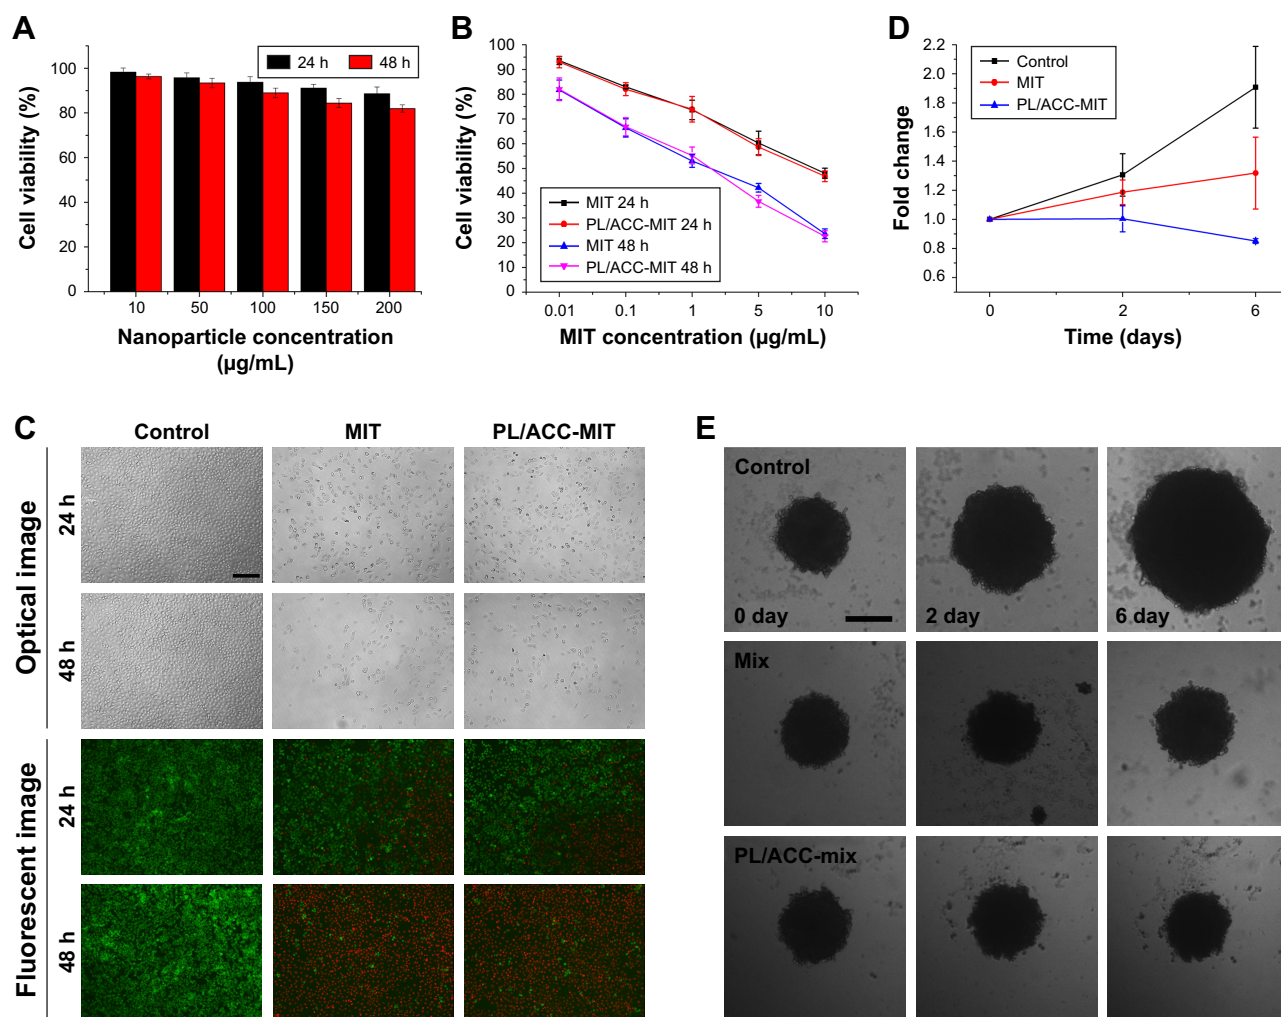 A
Cell viability (%)
100
80
60
40
20
0
24 h
48 h
10 50 100 150 200
Nanoparticle concentration
(µg/mL)
B
Cell viability (%)
100
90
80
70
60
50
40
30
20
10
0
MIT 24 h
PL/ACC-MIT 24 h
MIT 48 h
PL/ACC-MIT 48 h
0.01 0.1 1 5 10
MIT concentration (µg/mL)
D
Fold change
2.2
2.0
1.8
1.6
1.4
1.2
1.0
0.8
0.6
Control
MIT
PL/ACC-MIT
0 2 6
Time (days)
C
Control MIT PL/ACC-MIT
Optical image
24 h
48 h
Fluorescent image
24 h
48 h
E
Control
0 day 2 day 6 day
Mix
PL/ACC-mix